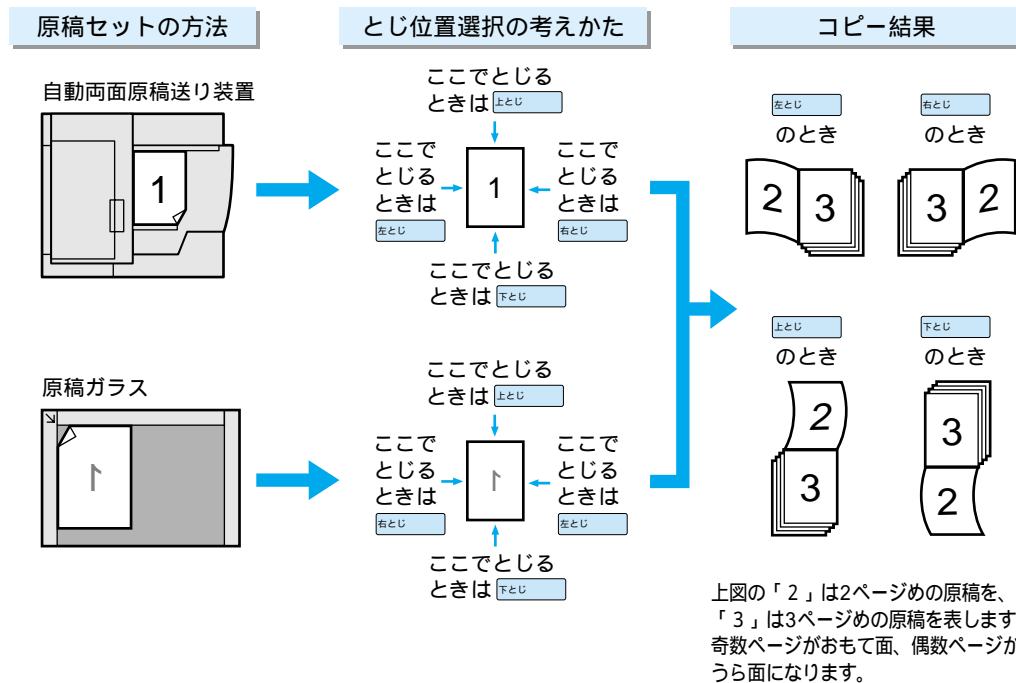 原稿セットの方法
とじ位置選択の考えかた
コピー結果
自動両面原稿送り装置
1
ここでとじる
ときは 上とじ
ここで
とじる
ときは
左とじ
1
ここで
とじる
ときは
右とじ
ここでとじる
ときは 下とじ
原稿ガラス
1
ここでとじる
ときは 上とじ
ここで
とじる
ときは
右とじ
1
ここで
とじる
ときは
左とじ
ここでとじる
ときは 下とじ
左とじ
のとき
2 3
右とじ
のとき
3 2
上とじ
のとき
2
3
下とじ
のとき
3
2
上図の「2」は2ページめの原稿を、
「3」は3ページめの原稿を表します
奇数ページがおもて面、偶数ページが
うら面になります。